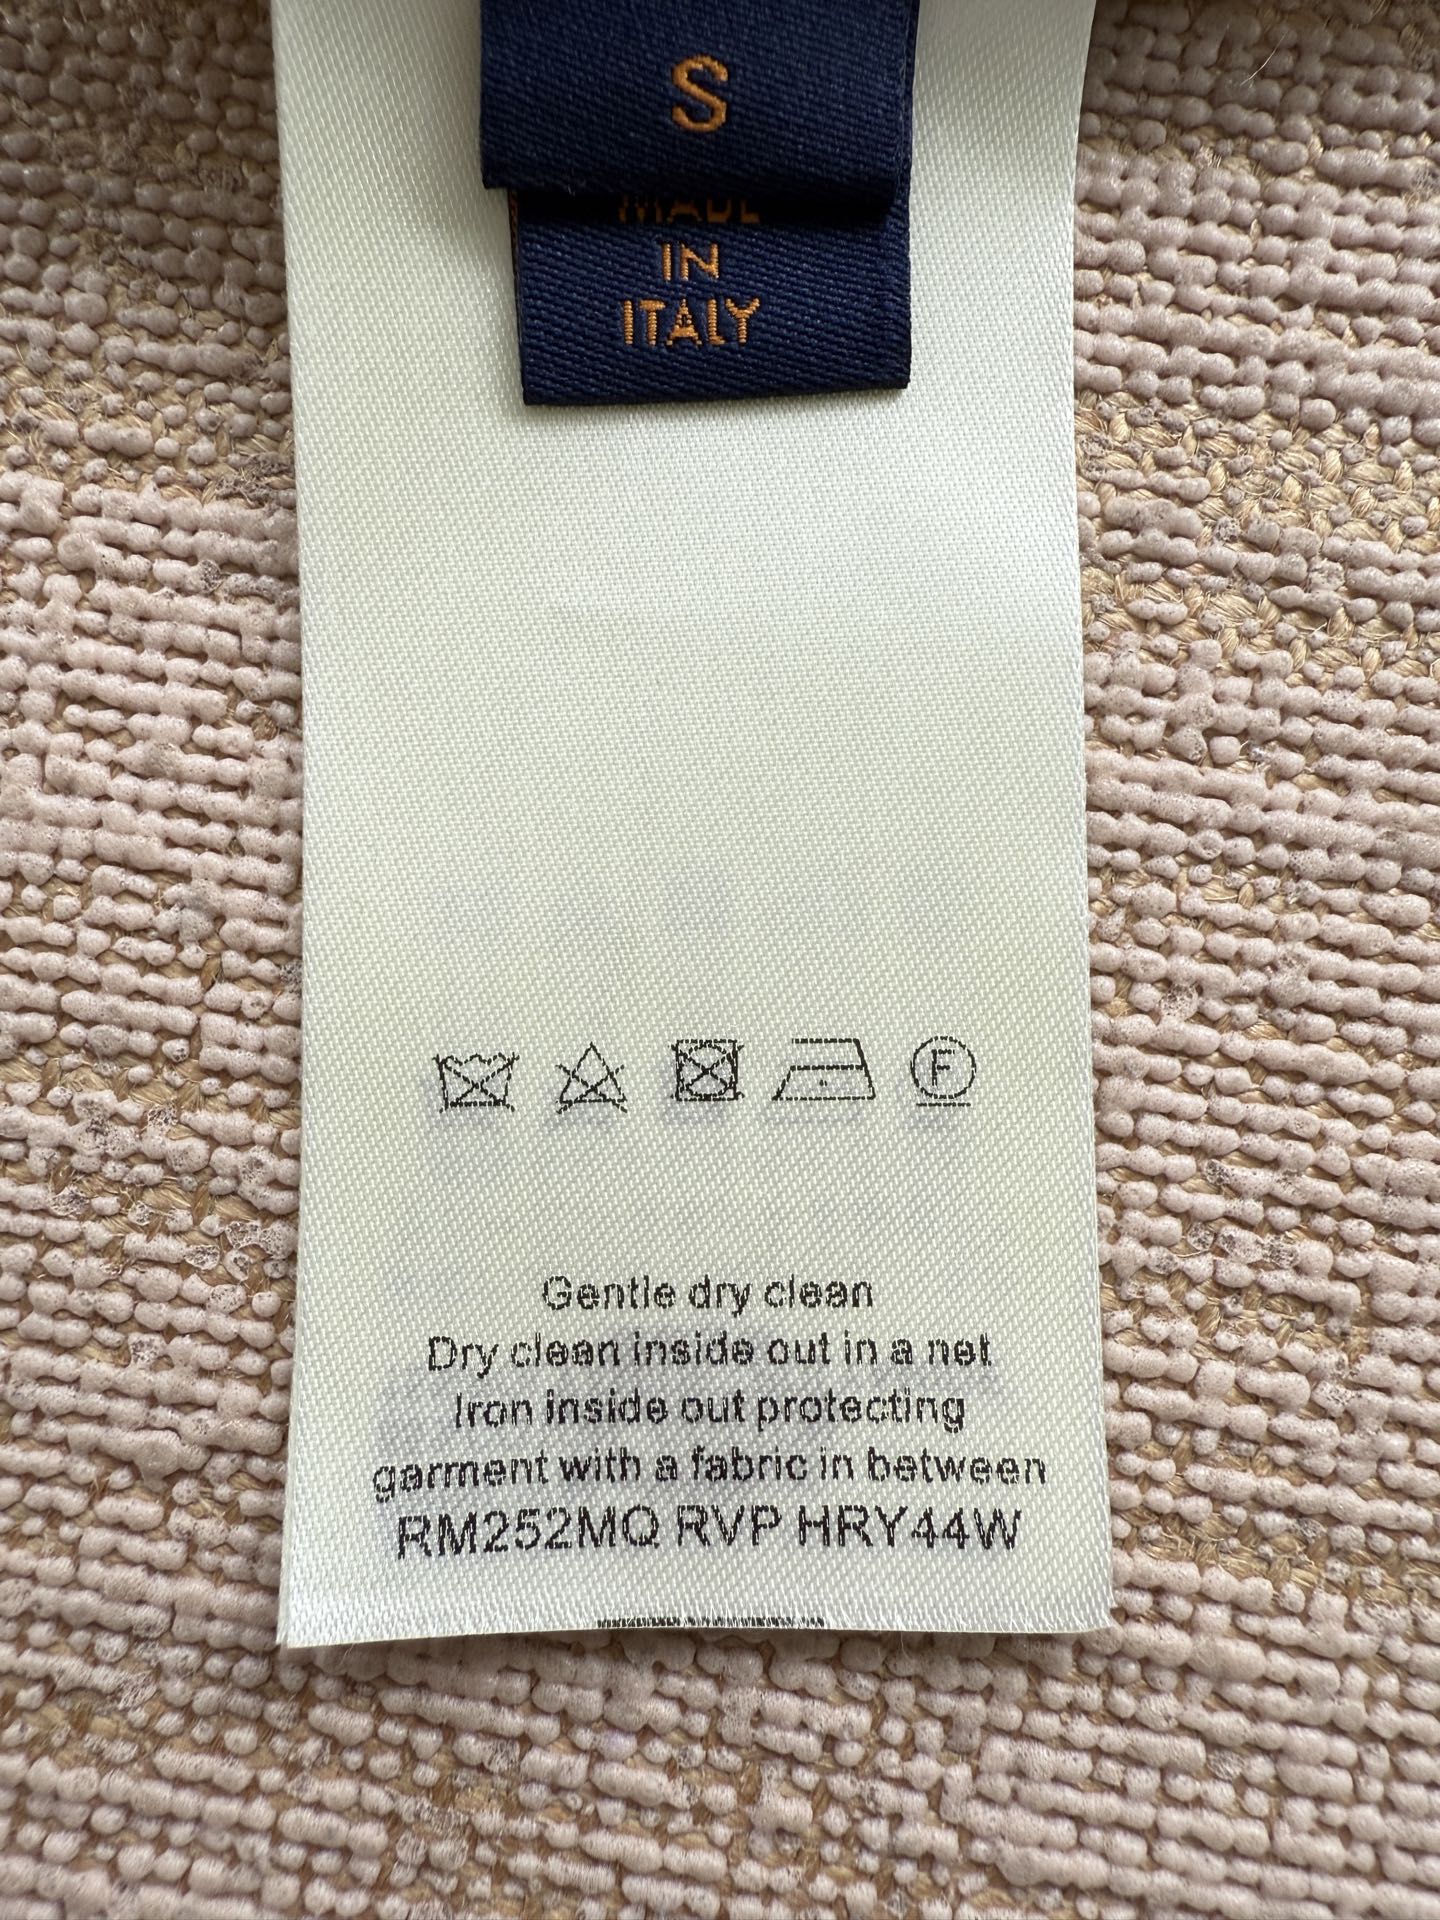 S
MADE
IN
ITALY
F
Gentle dry clean
Dry clean inside out in a net
Iron inside out protecting
garment with a fabric in between
RM252MQ RVP HRY44W